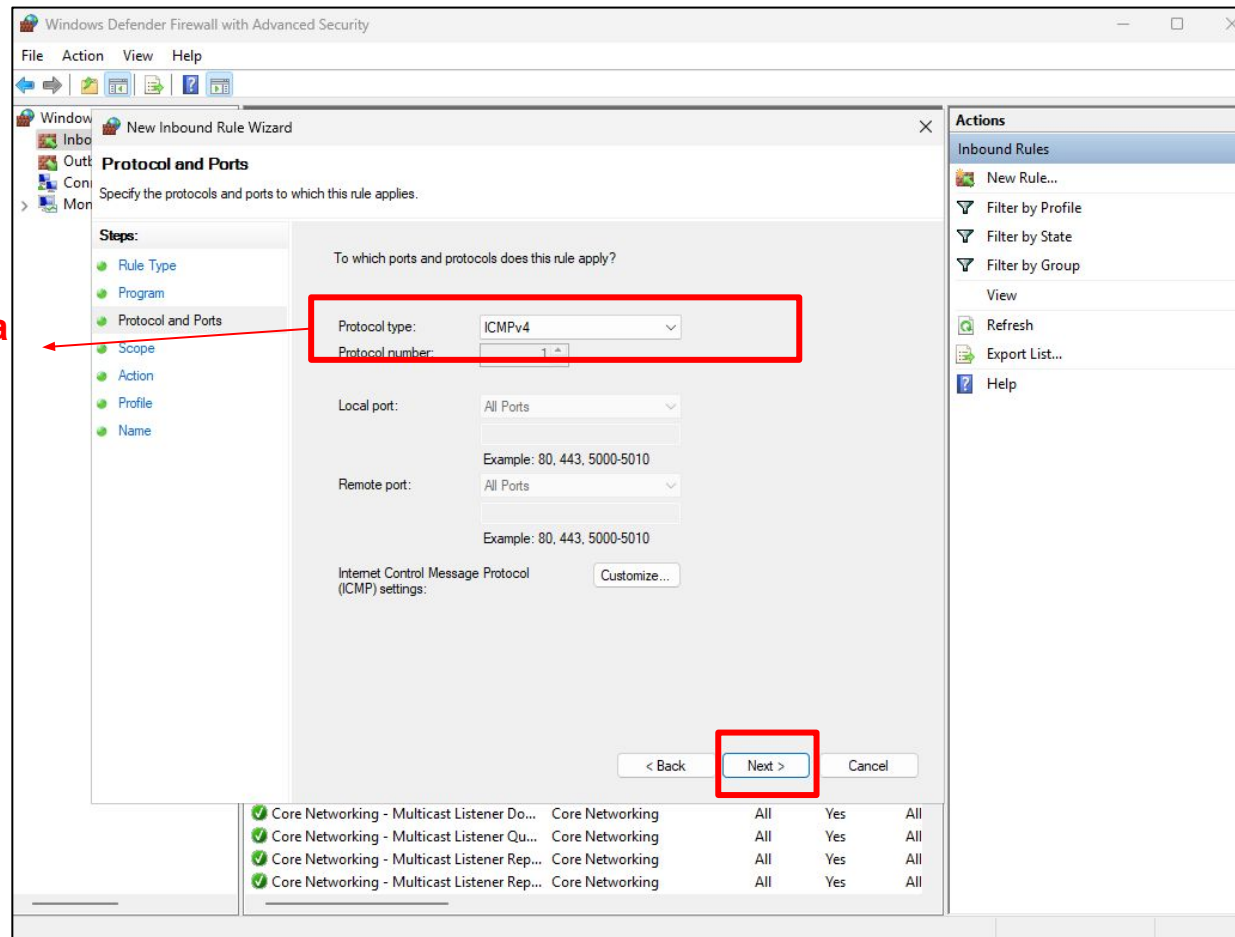 Windows Defender Firewall with Advanced Security
File Action View Help
Window
Inbo
Outb
Con
Mon
New Inbound Rule Wizard
Protocol and Ports
Specify the protocols and ports to which this rule applies.
Steps:
Rule Type
Program
Protocol and Ports
Scope
Action
Profile
Name
a
To which ports and protocols does this rule apply?
Protocol type: ICMPv4
Protocol number: 1
Local port: All Ports
Example: 80, 443, 5000-5010
Remote port: All Ports
Example: 80, 443, 5000-5010
Internet Control Message Protocol
(ICMP) settings:
Customize...
< Back Next > Cancel
Core Networking - Multicast Listener Do... Core Networking All Yes All
Core Networking - Multicast Listener Qu... Core Networking All Yes All
Core Networking - Multicast Listener Rep... Core Networking All Yes All
Core Networking - Multicast Listener Rep... Core Networking All Yes All
Actions
Inbound Rules
New Rule...
Filter by Profile
Filter by State
Filter by Group
View
Refresh
Export List...
Help